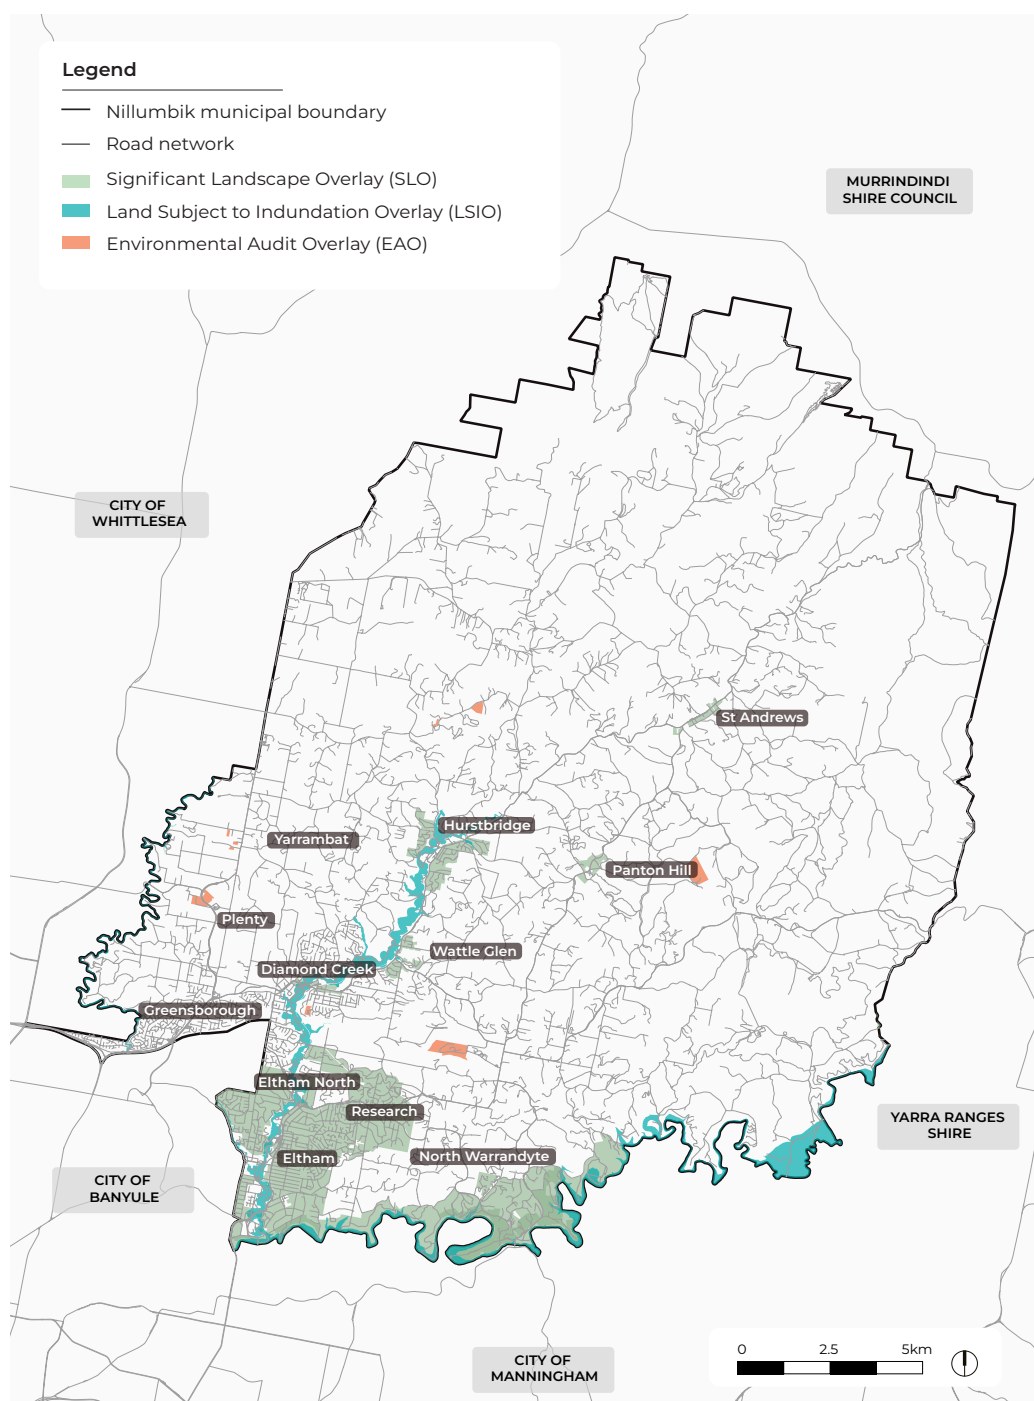 Legend
Nillumbik municipal boundary
Road network
Significant Landscape Overlay (SLO)
Land Subject to Indundation Overlay (LSIO)
Environmental Audit Overlay (EAO)
MURRINDINDI
SHIRE COUNCIL
CITY OF
WHITTLESEA
St Andrews
Hurstbridge
Yarrambat
Panton Hill
Plenty
Wattle Glen
Diamond Creek
Greensborough
Eltham North
Research
YARRA RANGES
SHIRE
Eltham
North Warrandyte
CITY OF
BANYULE
0 2.5 5km
CITY OF
MANNINGHAM